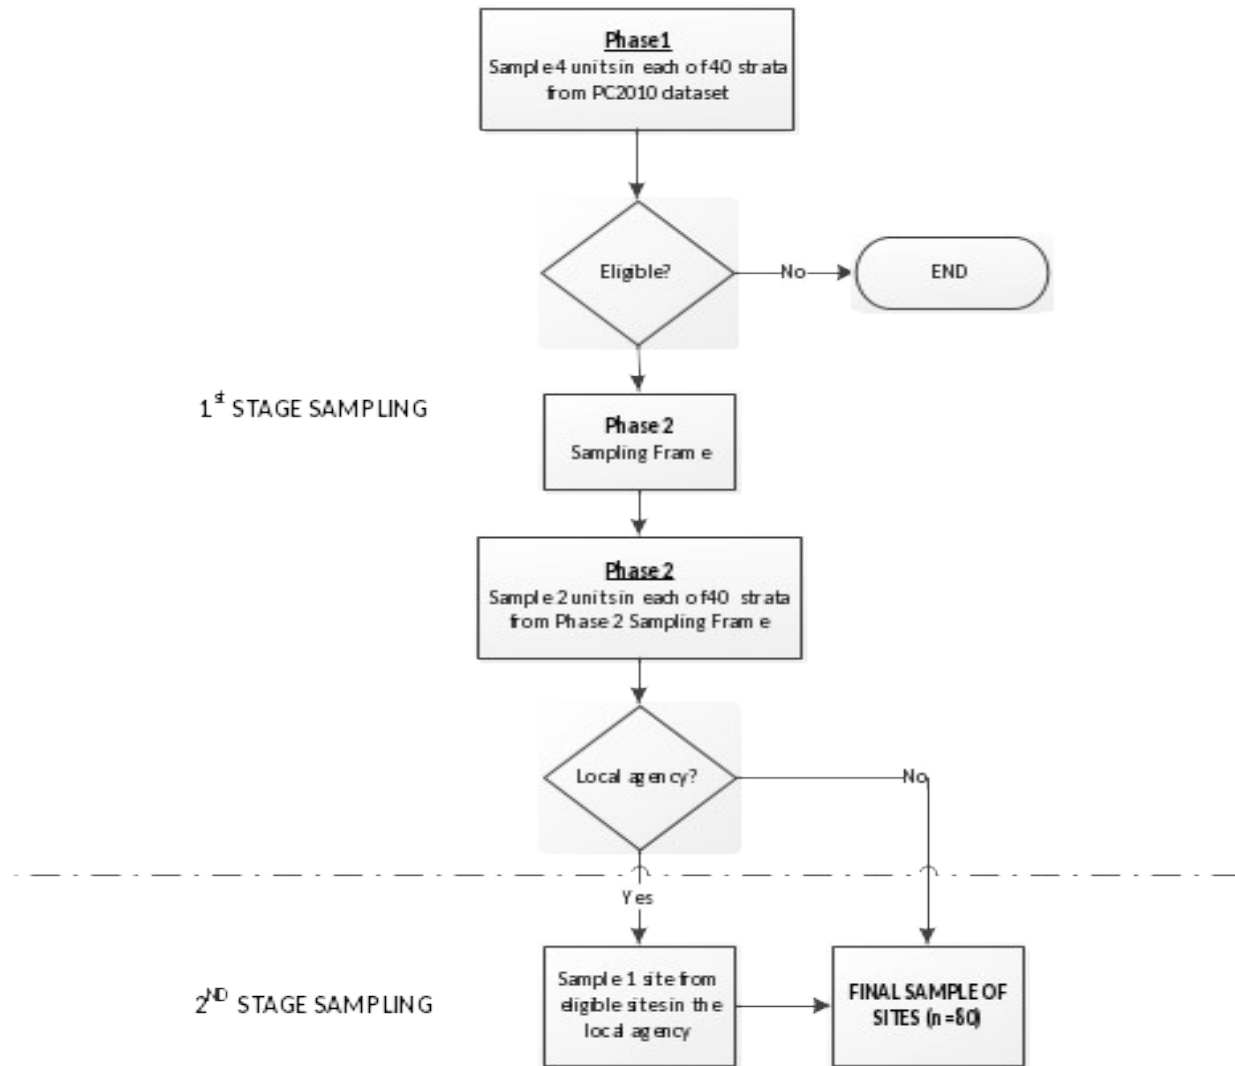 Phase 1
Sample 4 units in each of 40 strata
from PC2010 dataset
Eligible?
No
END
1st STAGE SAMPLING
Phase 2
Sampling Frame
Phase 2
Sample 2 units in each of 40 strata
from Phase 2 Sampling Frame
Local agency?
No
Yes
2ND STAGE SAMPLING
Sample 1 site from
eligible sites in the
local agency
FINAL SAMPLE OF
SITES (n=80)